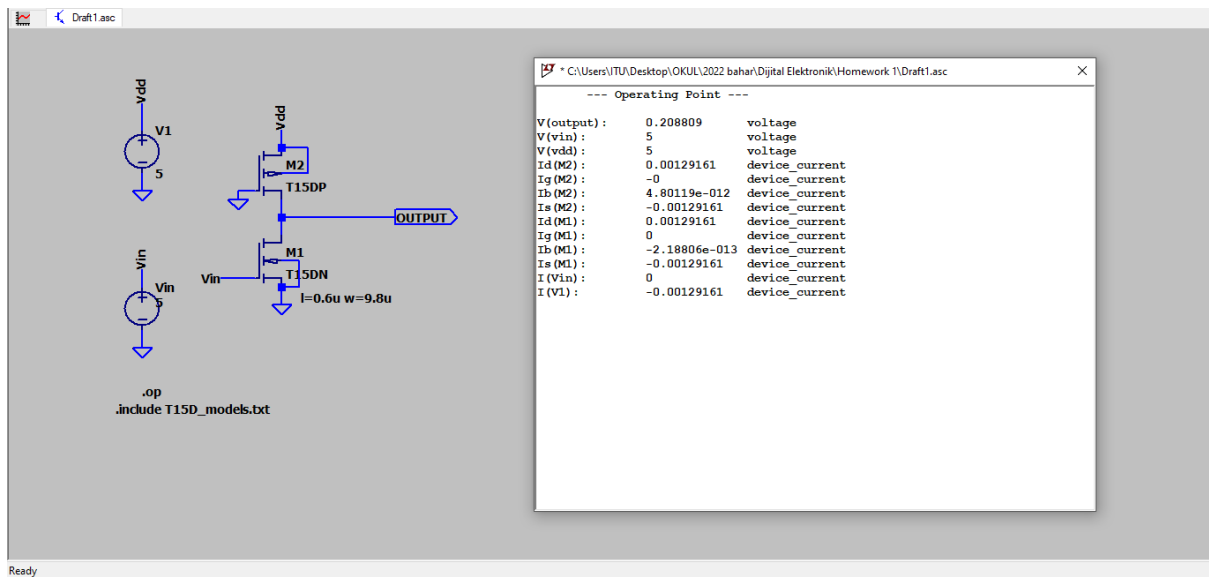 Draft1.asc
Vdd
V1
5
Vdd
M2
T15DP
OUTPUT
M1
T15DN
Vin
l=0.6u w=9.8u
Vin
Vin
5
.op
.include T15D_models.txt
* C:\Users\ITU\Desktop\OKUL\2022 bahar\Dijital Elektronik\Homework 1\Draft1.asc
--- Operating Point ---
V(output): 0.208809 voltage
V(vin): 5 voltage
V(vdd): 5 voltage
Id(M2): 0.00129161 device_current
Ig(M2): -0 device_current
Ib(M2): 4.80119e-012 device_current
Is(M2): -0.00129161 device_current
Id(M1): 0.00129161 device_current
Ig(M1): 0 device_current
Ib(M1): -2.18806e-013 device_current
Is(M1): -0.00129161 device_current
I(Vin): 0 device_current
I(V1): -0.00129161 device_current
Ready